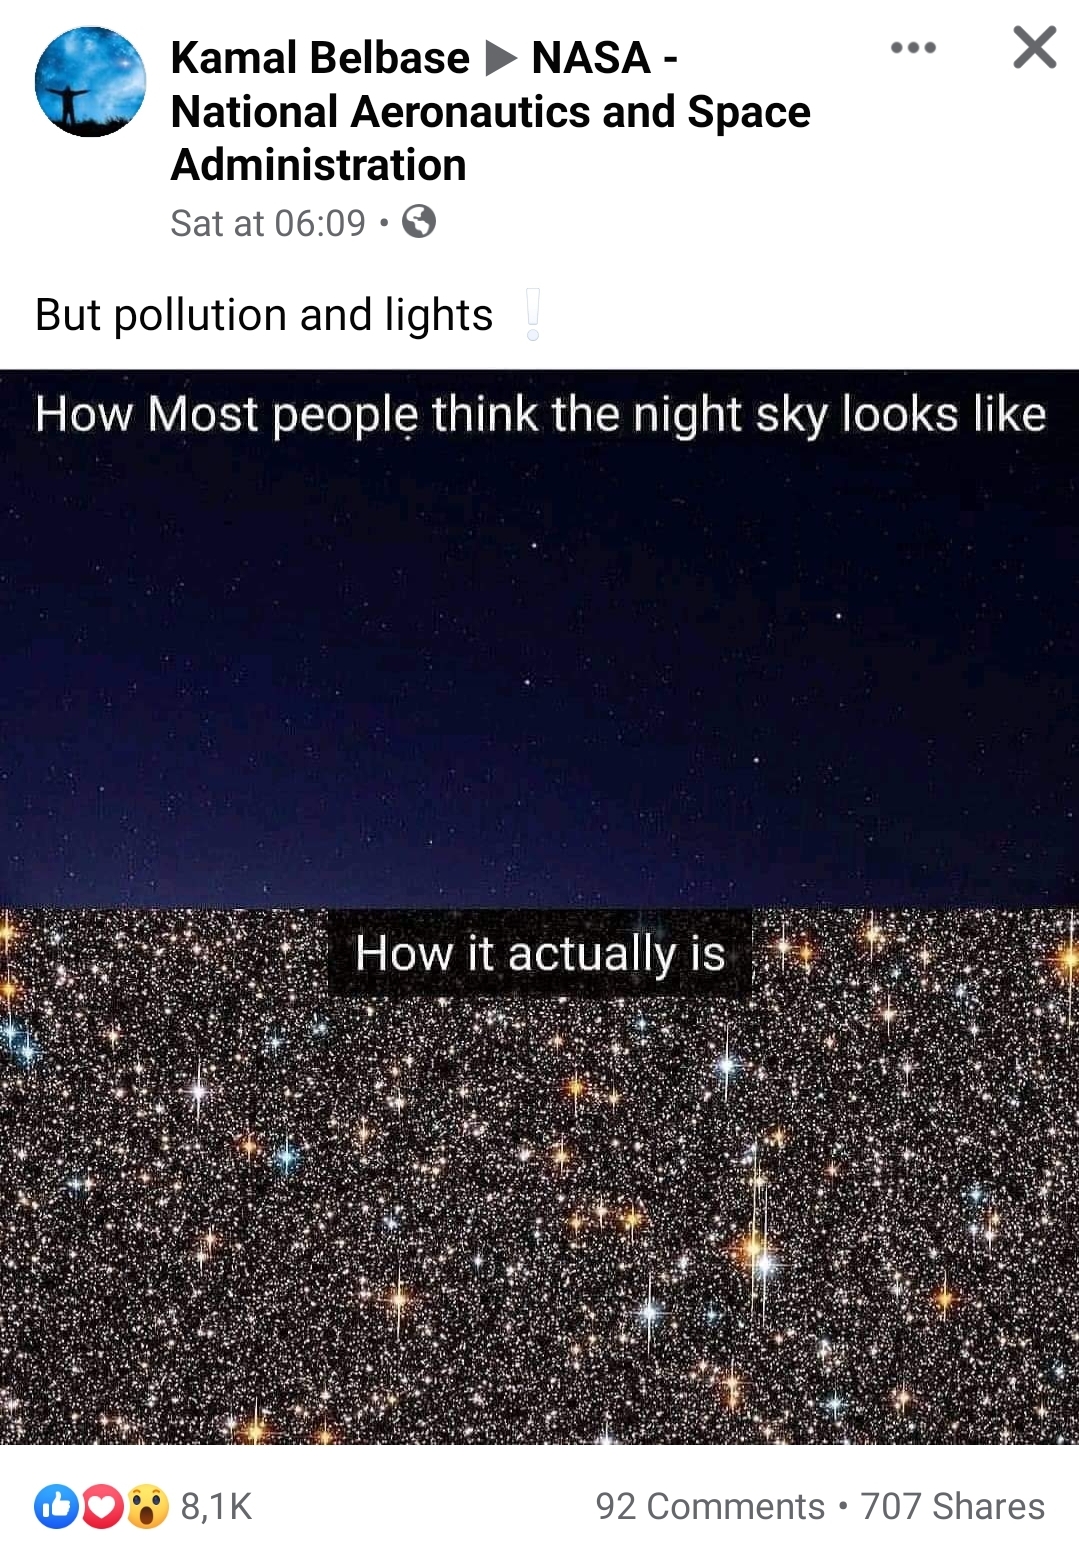 Kamal Belbase ▶ NASA -
National Aeronautics and Space
Administration
Sat at 06:09 •
But pollution and lights ❕
How Most people think the night sky looks like
How it actually is
8,1K
92 Comments • 707 Shares